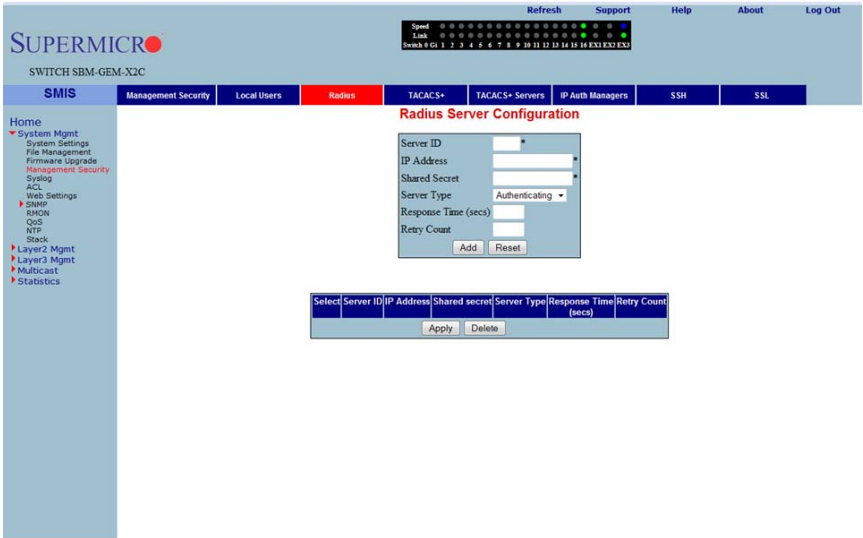 Refresh Support Help About Log Out
SUPERMICRO
Speed
Link
Switch 0 Gi 1 2 3 4 5 6 7 8 9 10 11 12 13 14 15 16 EX1 EX2 EX3
SWITCH SBM-GEM-X2C
SMIS Management Security Local Users Radius TACACS+ TACACS+ Servers IP Auth Managers SSH SSL
Home
System Mgmt
System Settings
File Management
Firmware Upgrade
Management Security
Syslog
ACL
Web Settings
SNMP
RMON
QoS
NTP
Stack
Layer2 Mgmt
Layer3 Mgmt
Multicast
Statistics
Radius Server Configuration
Server ID *
IP Address *
Shared Secret *
Server Type Authenticating
Response Time (secs)
Retry Count
Add Reset
Select Server ID IP Address Shared secret Server Type Response Time (secs) Retry Count
Apply Delete